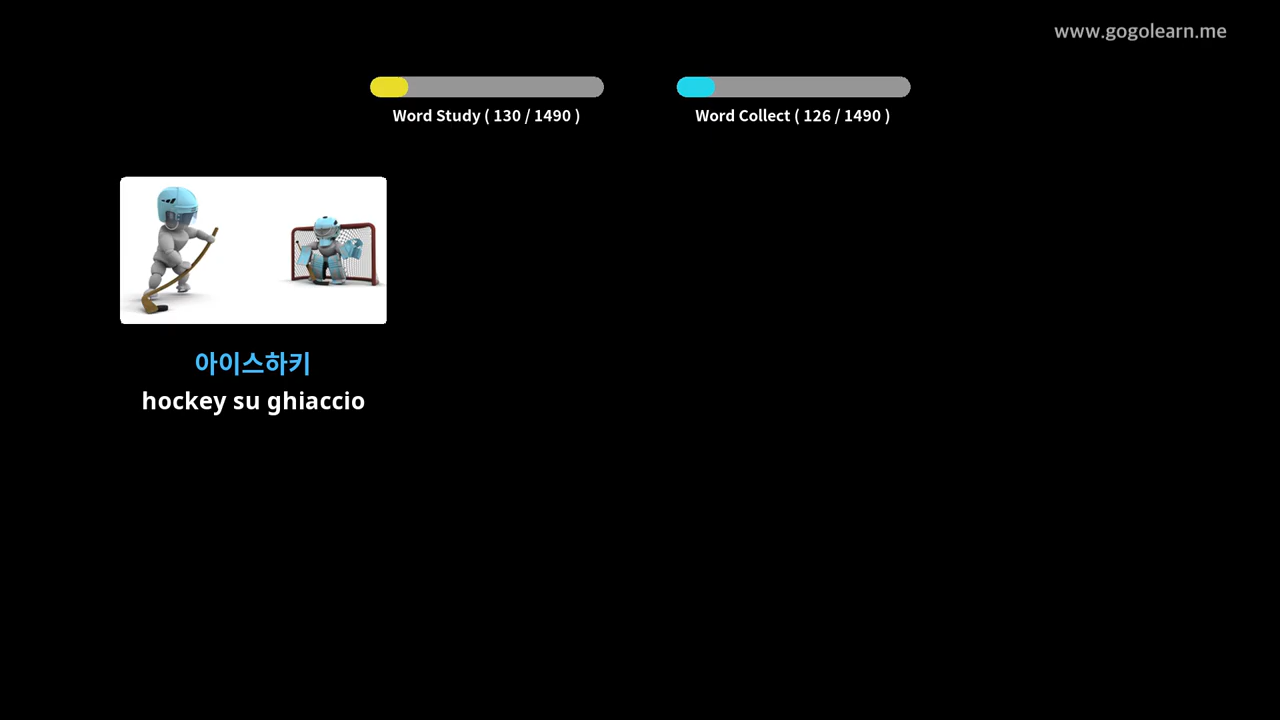 www.gogolearn.me
Word Study ( 130 / 1490 )
Word Collect ( 126 / 1490 )
아이스하키
hockey su ghiaccio